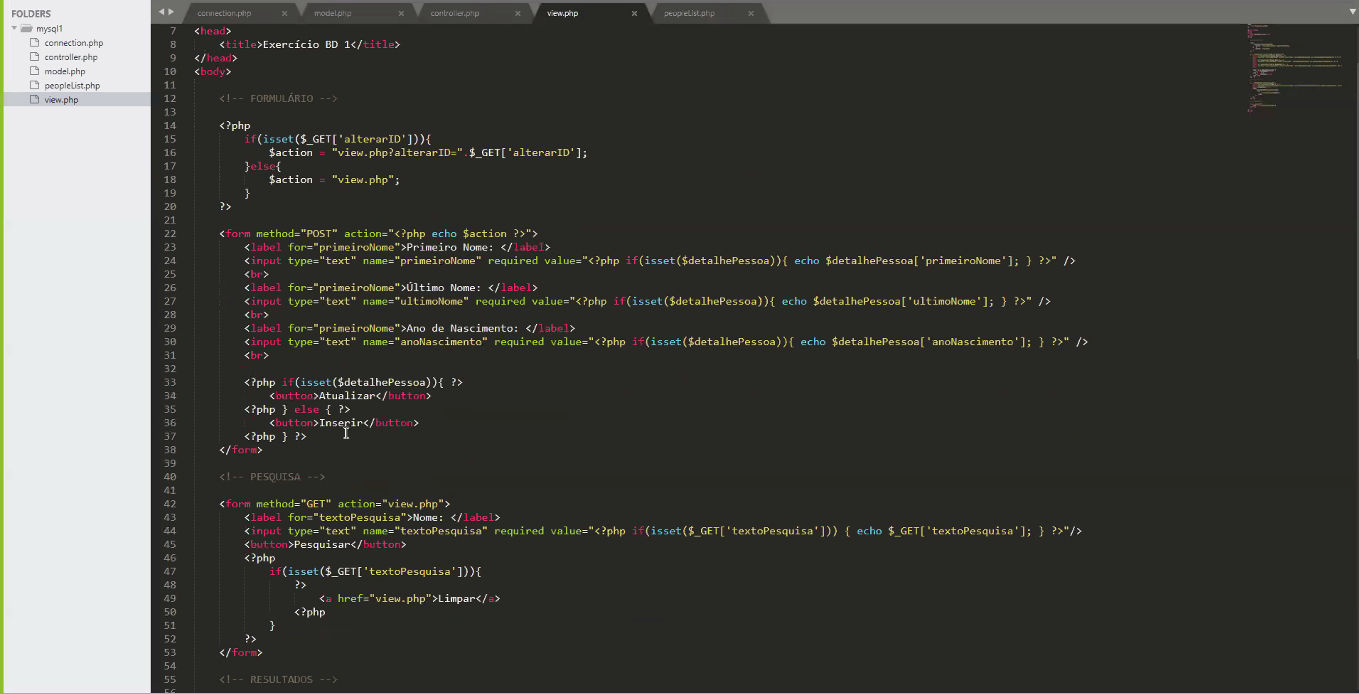 FOLDERS
mysql1
connection.php
controller.php
model.php
peopleList.php
view.php
connection.php × model.php × controller.php × view.php × peopleList.php ×
7 <head>
8 <title>Exercício BD 1</title>
9 </head>
10 <body>
11
12 <!-- FORMULÁRIO -->
13
14 <?php
15 if(isset($_GET['alterarID'])){
16 $action = "view.php?alterarID=".$_GET['alterarID'];
17 }else{
18 $action = "view.php";
19 }
20 ?>
21
22 <form method="POST" action="<?php echo $action ?>">
23 <label for="primeiroNome">Primeiro Nome: </label>
24 <input type="text" name="primeiroNome" required value="<?php if(isset($detalhePessoa)){ echo $detalhePessoa['primeiroNome']; } ?>" />
25 <br>
26 <label for="primeiroNome">Último Nome: </label>
27 <input type="text" name="ultimoNome" required value="<?php if(isset($detalhePessoa)){ echo $detalhePessoa['ultimoNome']; } ?>" />
28 <br>
29 <label for="primeiroNome">Ano de Nascimento: </label>
30 <input type="text" name="anoNascimento" required value="<?php if(isset($detalhePessoa)){ echo $detalhePessoa['anoNascimento']; } ?>" />
31 <br>
32
33 <?php if(isset($detalhePessoa)){ ?>
34 <button>Atualizar</button>
35 <?php } else { ?>
36 <button>Inserir</button>
37 <?php } ?>
38 </form>
39
40 <!-- PESQUISA -->
41
42 <form method="GET" action="view.php">
43 <label for="textoPesquisa">Nome: </label>
44 <input type="text" name="textoPesquisa" required value="<?php if(isset($_GET['textoPesquisa'])) { echo $_GET['textoPesquisa']; } ?>"/>
45 <button>Pesquisar</button>
46 <?php
47 if(isset($_GET['textoPesquisa'])){
48 ?>
49 <a href="view.php">Limpar</a>
50 <?php
51 }
52 ?>
53 </form>
54
55 <!-- RESULTADOS -->